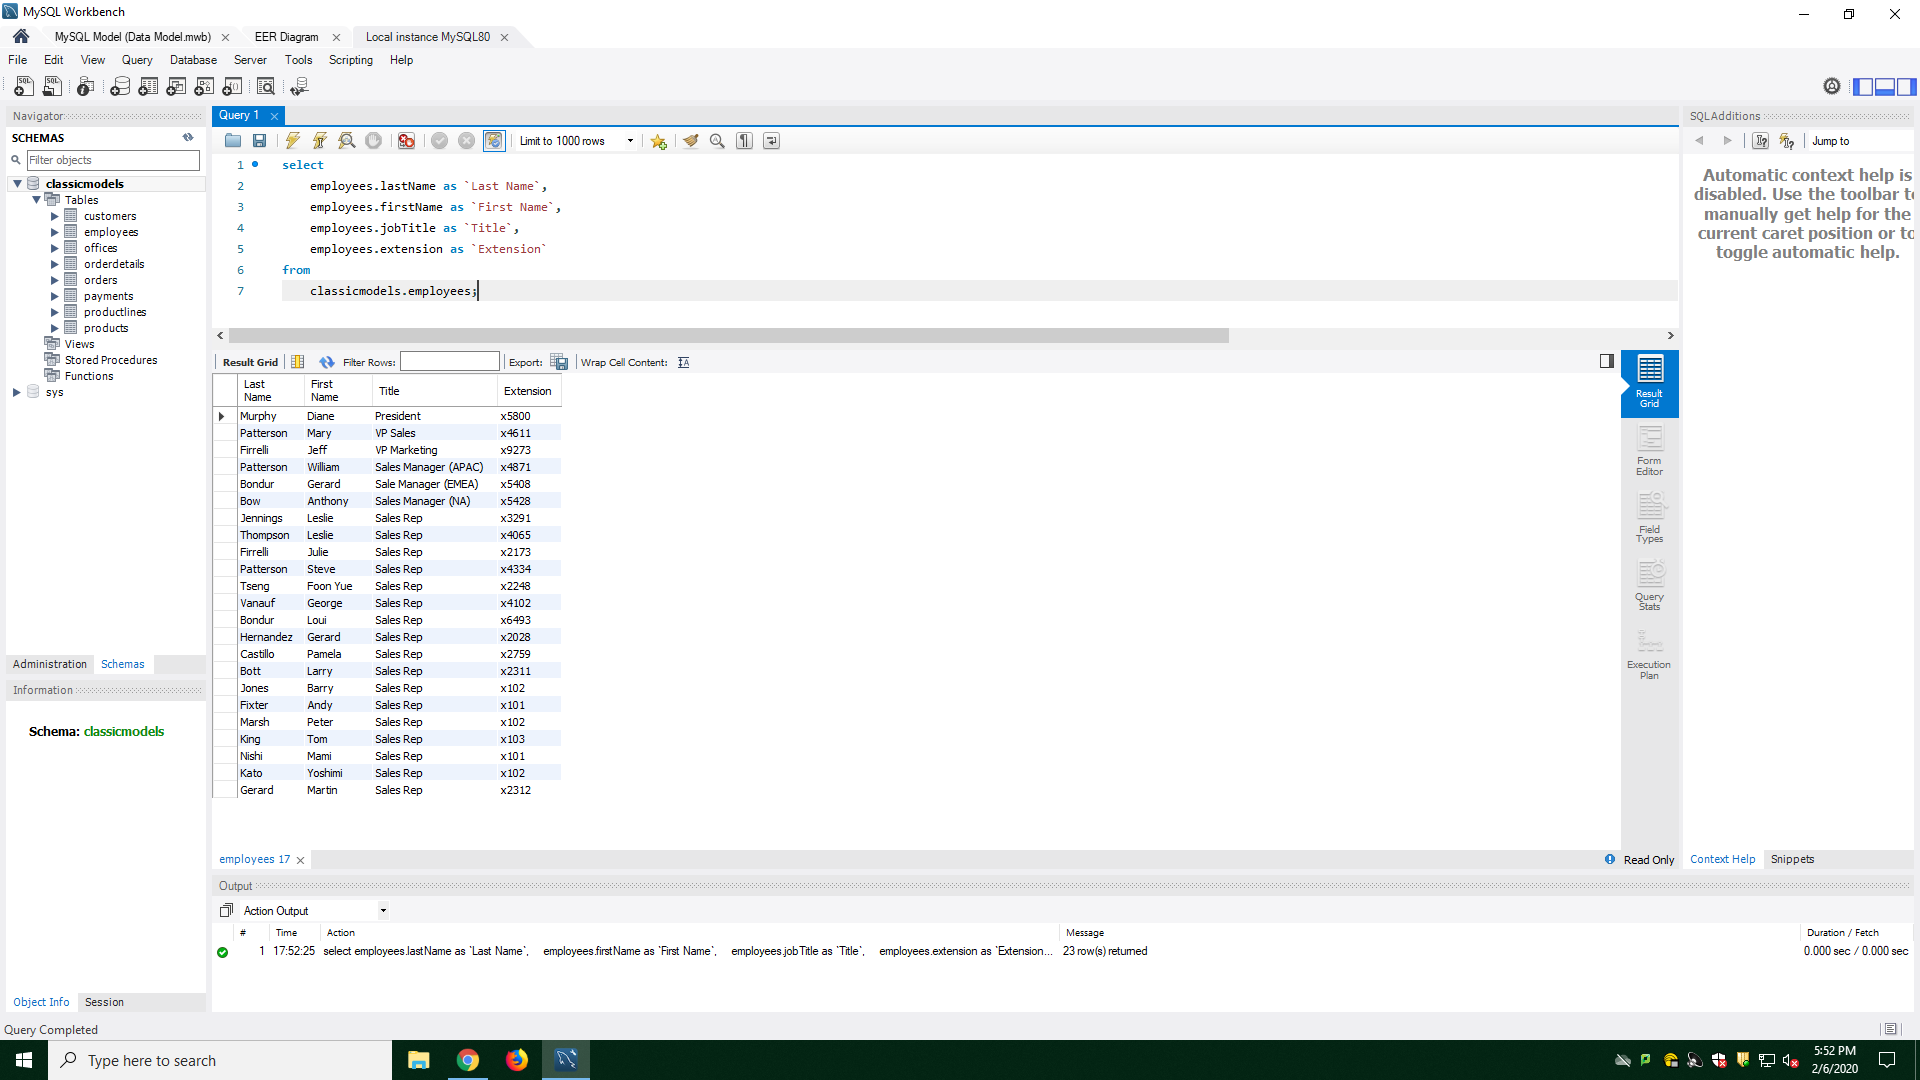 MySQL Workbench
MySQL Model (Data Model.mwb)
EER Diagram
Local instance MySQL80
File Edit View Query Database Server Tools Scripting Help
Navigator
SCHEMAS
Filter objects
classicmodels
Tables
customers
employees
offices
orderdetails
orders
payments
productlines
products
Views
Stored Procedures
Functions
sys
Administration Schemas
Information
Schema: classicmodels
Object Info Session
Query 1
Limit to 1000 rows
1 select
2 employees.lastName as `Last Name`,
3 employees.firstName as `First Name`,
4 employees.jobTitle as `Title`,
5 employees.extension as `Extension`
6 from
7 classicmodels.employees;
Result Grid Filter Rows: Export: Wrap Cell Content:
Last Name First Name Title Extension
Murphy Diane President x5800
Patterson Mary VP Sales x4611
Firrelli Jeff VP Marketing x9273
Patterson William Sales Manager (APAC) x4871
Bondur Gerard Sale Manager (EMEA) x5408
Bow Anthony Sales Manager (NA) x5428
Jennings Leslie Sales Rep x3291
Thompson Leslie Sales Rep x4065
Firrelli Julie Sales Rep x2173
Patterson Steve Sales Rep x4334
Tseng Foon Yue Sales Rep x2248
Vanauf George Sales Rep x4102
Bondur Loui Sales Rep x6493
Hernandez Gerard Sales Rep x2028
Castillo Pamela Sales Rep x2759
Bott Larry Sales Rep x2311
Jones Barry Sales Rep x102
Fixter Andy Sales Rep x101
Marsh Peter Sales Rep x102
King Tom Sales Rep x103
Nishi Mami Sales Rep x101
Kato Yoshimi Sales Rep x102
Gerard Martin Sales Rep x2312
Result Grid
Form Editor
Field Types
Query Stats
Execution Plan
employees 17
Read Only
SQLAdditions
Jump to
Automatic context help is
disabled. Use the toolbar to
manually get help for the
current caret position or to
toggle automatic help.
Context Help Snippets
Output
Action Output
# Time Action Message Duration / Fetch
1 17:52:25 select employees.lastName as `Last Name`, employees.firstName as `First Name`, employees.jobTitle as `Title`, employees.extension as `Extension... 23 row(s) returned 0.000 sec / 0.000 sec
Query Completed
Type here to search
5:52 PM
2/6/2020